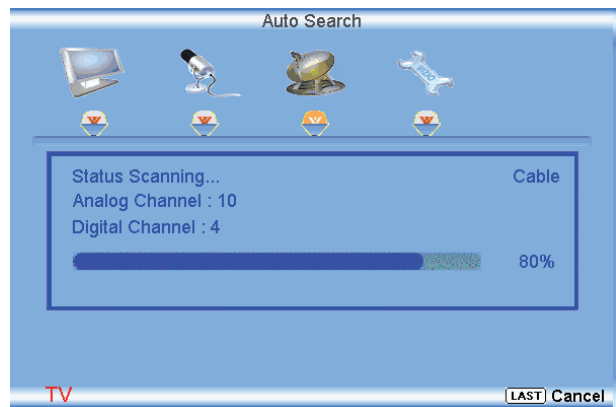 Auto Search
Status Scanning... Cable
Analog Channel : 10
Digital Channel : 4
80%
TV LAST Cancel